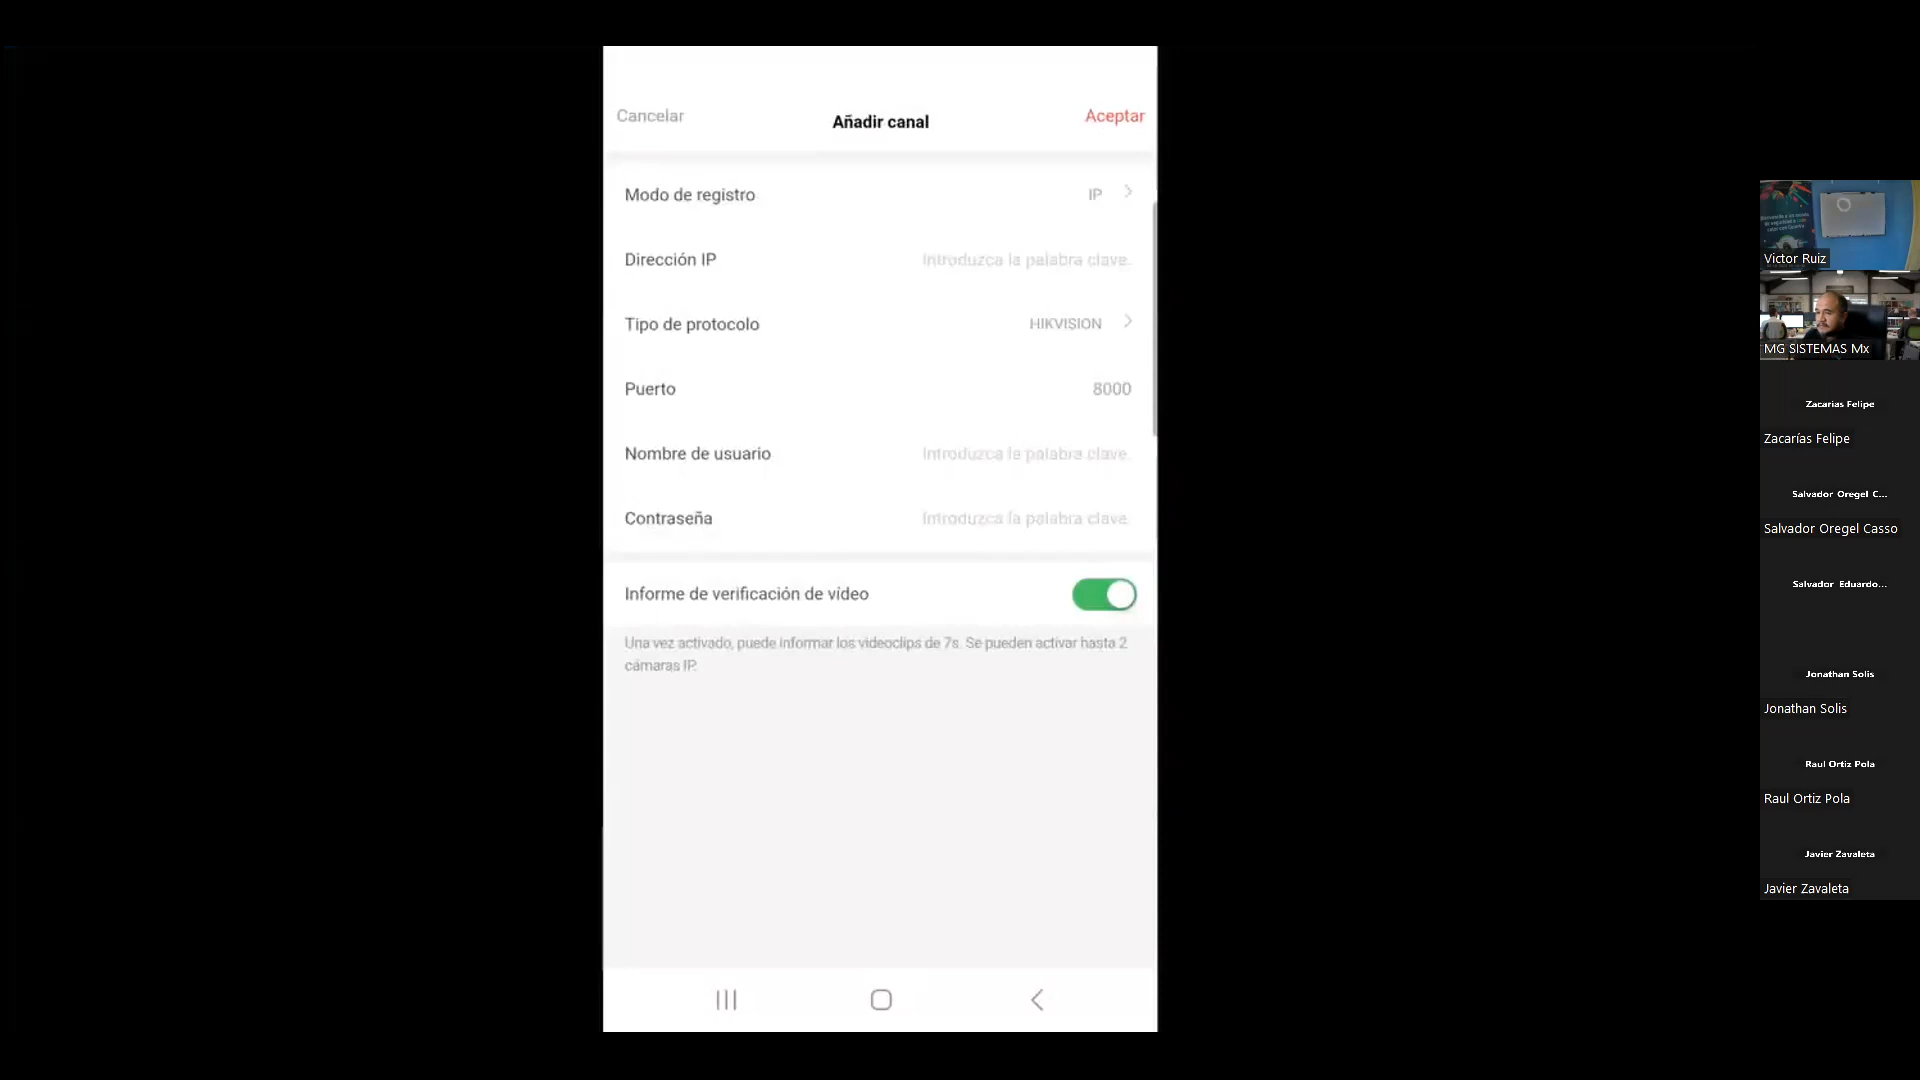 Cancelar
Añadir canal
Aceptar
Modo de registro
IP
Dirección IP
Introduzca la palabra clave.
Tipo de protocolo
HIKVISION
Puerto
8000
Nombre de usuario
Introduzca la palabra clave.
Contraseña
Introduzca la palabra clave.
Informe de verificación de vídeo
Una vez activado, puede informar los videoclips de 7s. Se pueden activar hasta 2
cámaras IP.
Victor Ruiz
MG SISTEMAS Mx
Zacarías Felipe
Zacarías Felipe
Salvador Oregel C...
Salvador Oregel Casso
Salvador Eduardo...
Jonathan Solis
Jonathan Solis
Raul Ortiz Pola
Raul Ortiz Pola
Javier Zavaleta
Javier Zavaleta